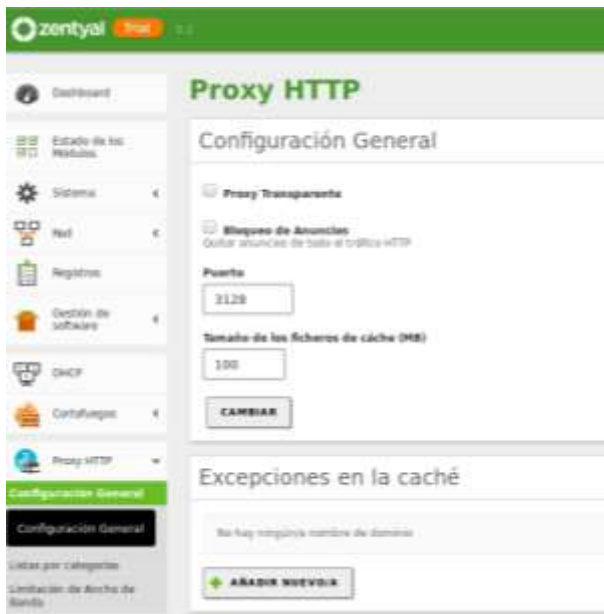 zentyal Trial
Proxy HTTP
Dashboard
Configuración General
Estado de los
Módulos
Sistema
Proxy Transparente
Red
Bloqueo de Anuncios
Quitar anuncios de todo el tráfico HTTP
Registros
Puerto
3128
Gestión de
software
Tamaño de los ficheros de cáche (MB)
100
DHCP
CAMBIAR
Cortafuegos
Proxy HTTP
Excepciones en la caché
Configuración General
Configuración General
No hay ningún/a nombre de dominio
Listas por categorías
AÑADIR NUEVO/A
Limitación de Ancho de
Banda